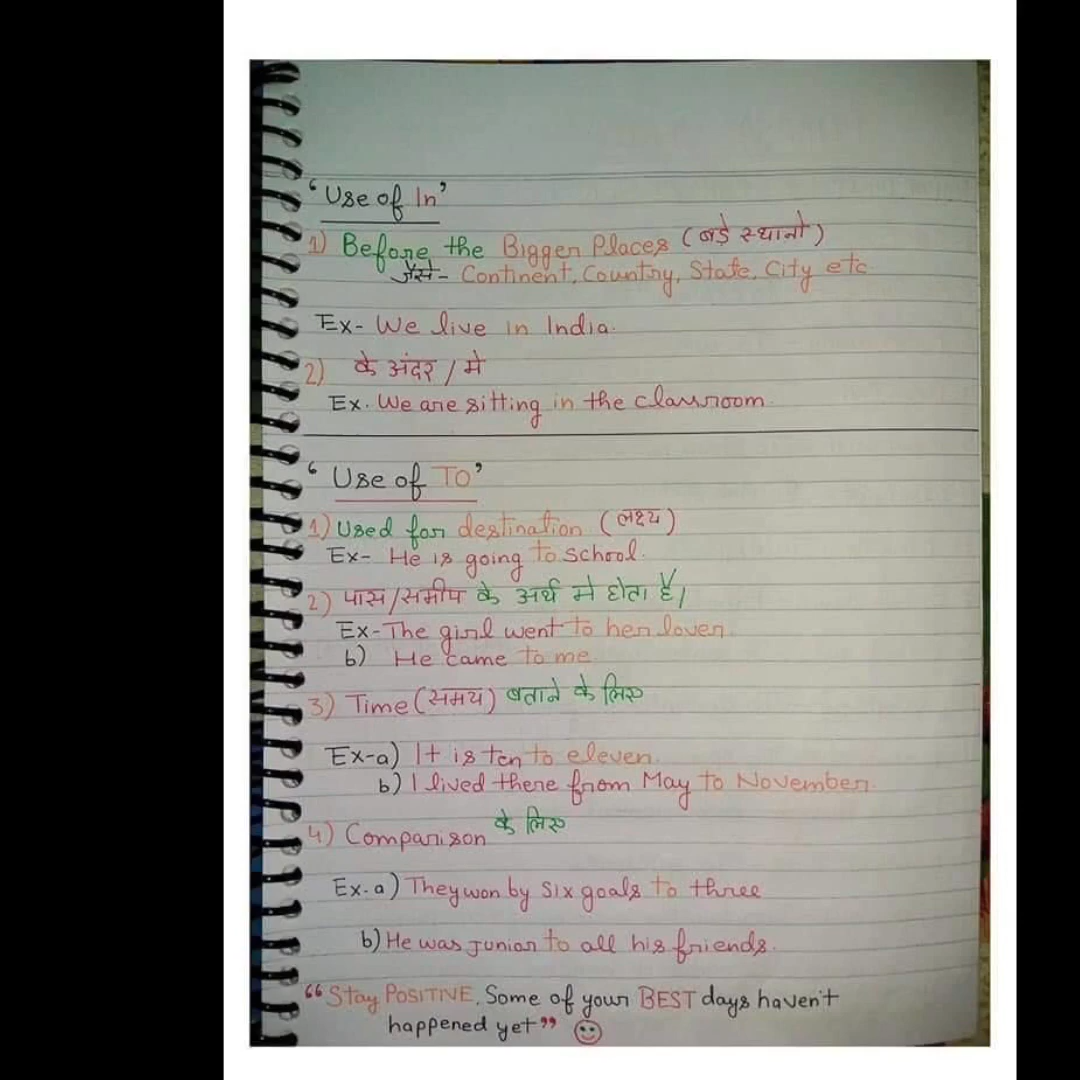 'Use of In'
1) Before the Bigger Places (बड़े स्थानो)
जैसे- Continent, Country, State, City etc.
Ex- We live in India.
2) के अंदर / मे
Ex. We are sitting in the classroom.
'Use of TO'
1) Used for destination (लक्ष्य)
Ex- He is going to school.
2) पास/समीप के अर्थ मे होता है।
Ex- The girl went to her lover.
b) He came to me.
3) Time (समय) बताने के लिए
Ex-a) It is ten to eleven.
b) I lived there from May to November.
4) Comparison के लिए
Ex. a) They won by six goals to three
b) He was junior to all his friends.
"Stay POSITIVE, Some of your BEST days haven't
happened yet"